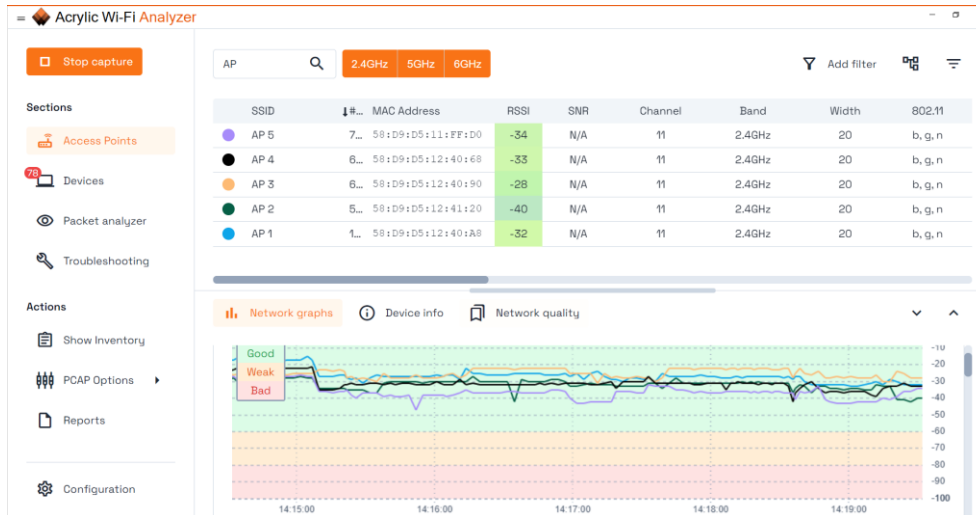 Acrylic Wi-Fi Analyzer
Stop capture
AP
2.4GHz 5GHz 6GHz
Add filter
Sections
Access Points
78
Devices
Packet analyzer
Troubleshooting
Actions
Show Inventory
PCAP Options
Reports
Configuration
SSID #... MAC Address RSSI SNR Channel Band Width 802.11
AP 5 7... 58:D9:D5:11:FF:D0 -34 N/A 11 2.4GHz 20 b, g, n
AP 4 6... 58:D9:D5:12:40:68 -33 N/A 11 2.4GHz 20 b, g, n
AP 3 6... 58:D9:D5:12:40:90 -28 N/A 11 2.4GHz 20 b, g, n
AP 2 5... 58:D9:D5:12:41:20 -40 N/A 11 2.4GHz 20 b, g, n
AP 1 1... 58:D9:D5:12:40:A8 -32 N/A 11 2.4GHz 20 b, g, n
Network graphs Device info Network quality
Good
Weak
Bad
-10
-20
-30
-40
-50
-60
-70
-80
-90
-100
14:15:00 14:16:00 14:17:00 14:18:00 14:19:00